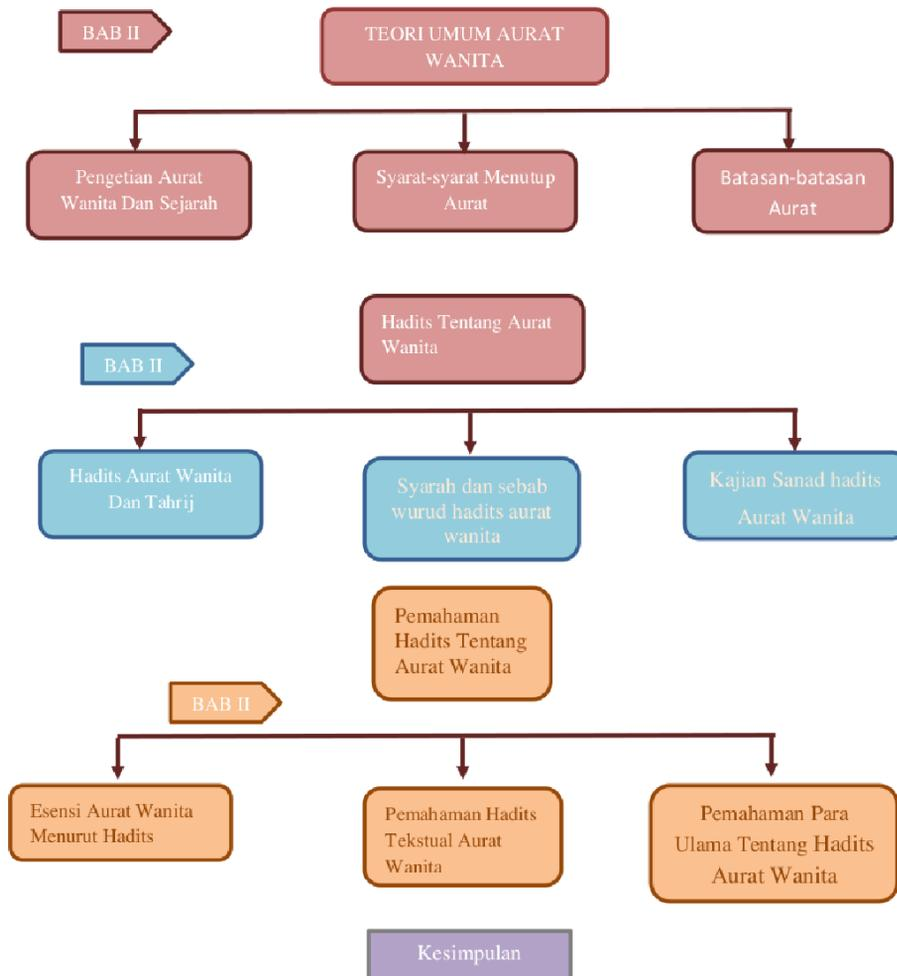 BAB II
TEORI UMUM AURAT
WANITA
Pengetian Aurat
Wanita Dan Sejarah
Syarat-syarat Menutup
Aurat
Batasan-batasan
Aurat
Hadits Tentang Aurat
Wanita
BAB II
Hadits Aurat Wanita
Dan Tahrij
Syarah dan sebab
wurud hadits aurat
wanita
Kajian Sanad hadits
Aurat Wanita
Pemahaman
Hadits Tentang
Aurat Wanita
BAB II
Esensi Aurat Wanita
Menurut Hadits
Pemahaman Hadits
Tekstual Aurat
Wanita
Pemahaman Para
Ulama Tentang Hadits
Aurat Wanita
Kesimpulan